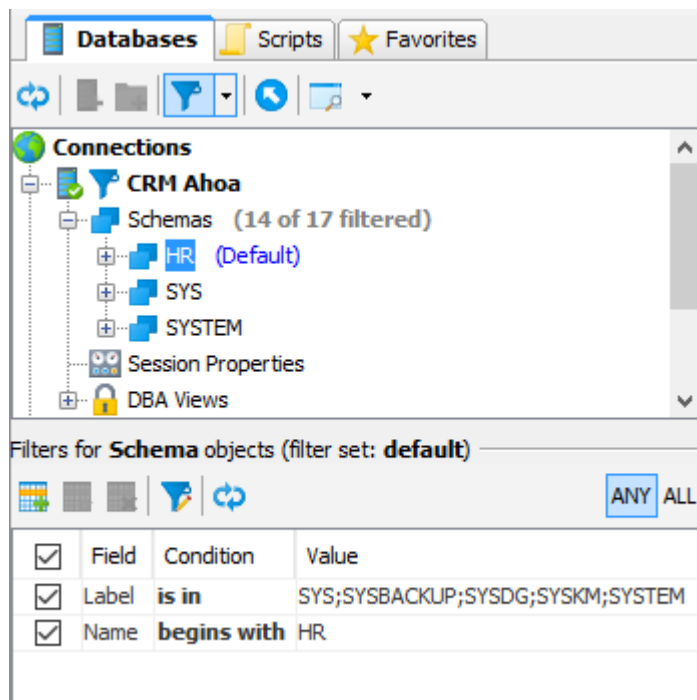 Databases Scripts Favorites
Connections
CRM Ahoa
Schemas (14 of 17 filtered)
HR (Default)
SYS
SYSTEM
Session Properties
DBA Views
Filters for Schema objects (filter set: default)
ANY ALL
Field Condition Value
Label is in SYS;SYSBACKUP;SYSDG;SYSKM;SYSTEM
Name begins with HR